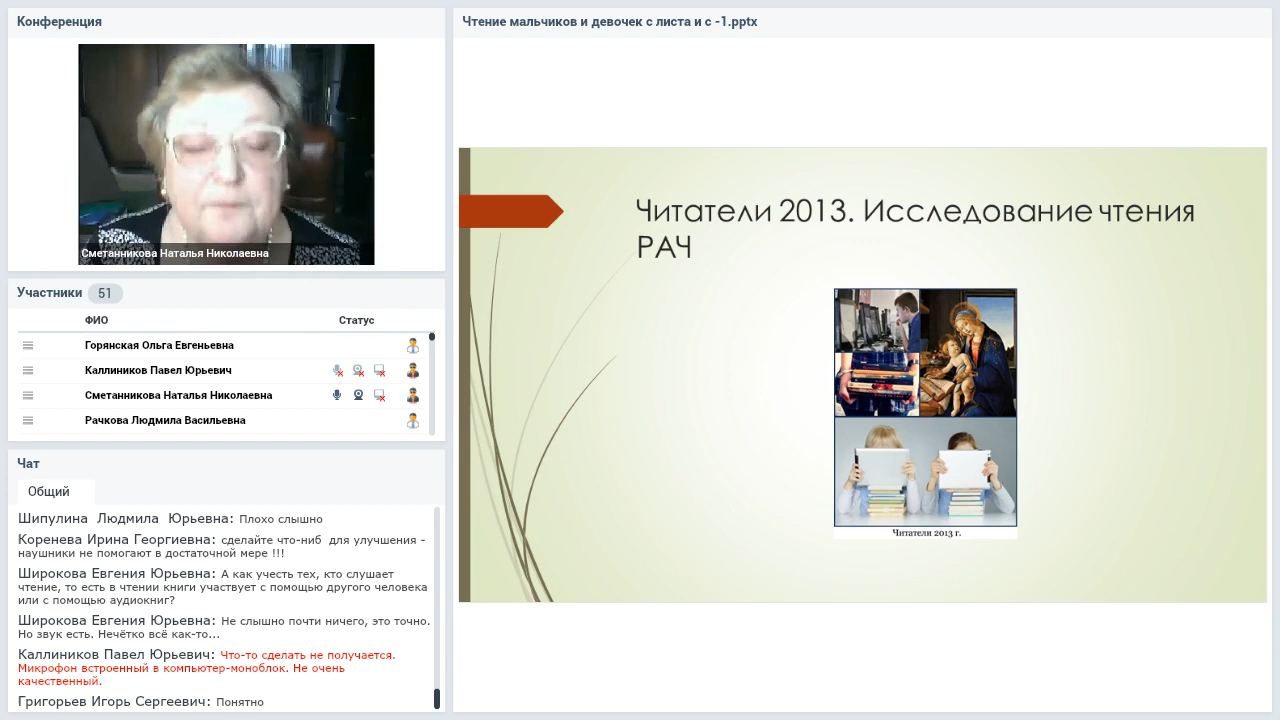 Конференция
Сметанникова Наталья Николаевна
Участники 51
ФИО Статус
Горянская Ольга Евгеньевна
Каллиников Павел Юрьевич
Сметанникова Наталья Николаевна
Рачкова Людмила Васильевна
Чат
Общий
Шипулина Людмила Юрьевна: Плохо слышно
Коренева Ирина Георгиевна: сделайте что-ниб для улучшения -
наушники не помогают в достаточной мере !!!
Широкова Евгения Юрьевна: А как учесть тех, кто слушает
чтение, то есть в чтении книги участвует с помощью другого человека
или с помощью аудиокниг?
Широкова Евгения Юрьевна: Не слышно почти ничего, это точно.
Но звук есть. Нечётко всё как-то...
Каллиников Павел Юрьевич: Что-то сделать не получается.
Микрофон встроенный в компьютер-моноблок. Не очень
качественный.
Григорьев Игорь Сергеевич: Понятно
Чтение мальчиков и девочек с листа и с -1.pptx
Читатели 2013. Исследование чтения
РАЧ
Читатели 2013 г.